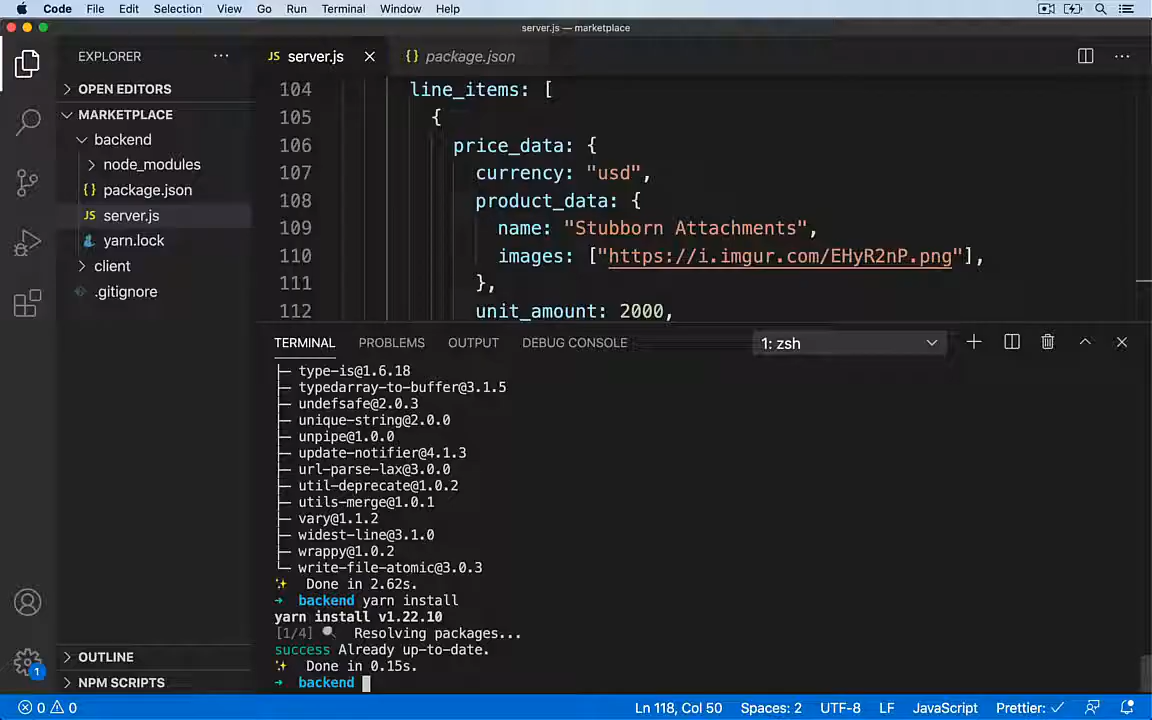 Code File Edit Selection View Go Run Terminal Window Help
server.js — marketplace
EXPLORER ...
OPEN EDITORS
MARKETPLACE
backend
node_modules
{} package.json
JS server.js
yarn.lock
client
.gitignore
OUTLINE
NPM SCRIPTS
1
JS server.js {} package.json
104 line_items: [
105 {
106 price_data: {
107 currency: "usd",
108 product_data: {
109 name: "Stubborn Attachments",
110 images: ["https://i.imgur.com/EHyR2nP.png"],
111 },
112 unit_amount: 2000,
TERMINAL PROBLEMS OUTPUT DEBUG CONSOLE 1: zsh
├─ type-is@1.6.18
├─ typedarray-to-buffer@3.1.5
├─ undefsafe@2.0.3
├─ unique-string@2.0.0
├─ unpipe@1.0.0
├─ update-notifier@4.1.3
├─ url-parse-lax@3.0.0
├─ util-deprecate@1.0.2
├─ utils-merge@1.0.1
├─ vary@1.1.2
├─ widest-line@3.1.0
├─ wrappy@1.0.2
└─ write-file-atomic@3.0.3
✨ Done in 2.62s.
➜ backend yarn install
yarn install v1.22.10
[1/4] 🔍 Resolving packages...
success Already up-to-date.
✨ Done in 0.15s.
➜ backend
0 0 Ln 118, Col 50 Spaces: 2 UTF-8 LF JavaScript Prettier: ✓